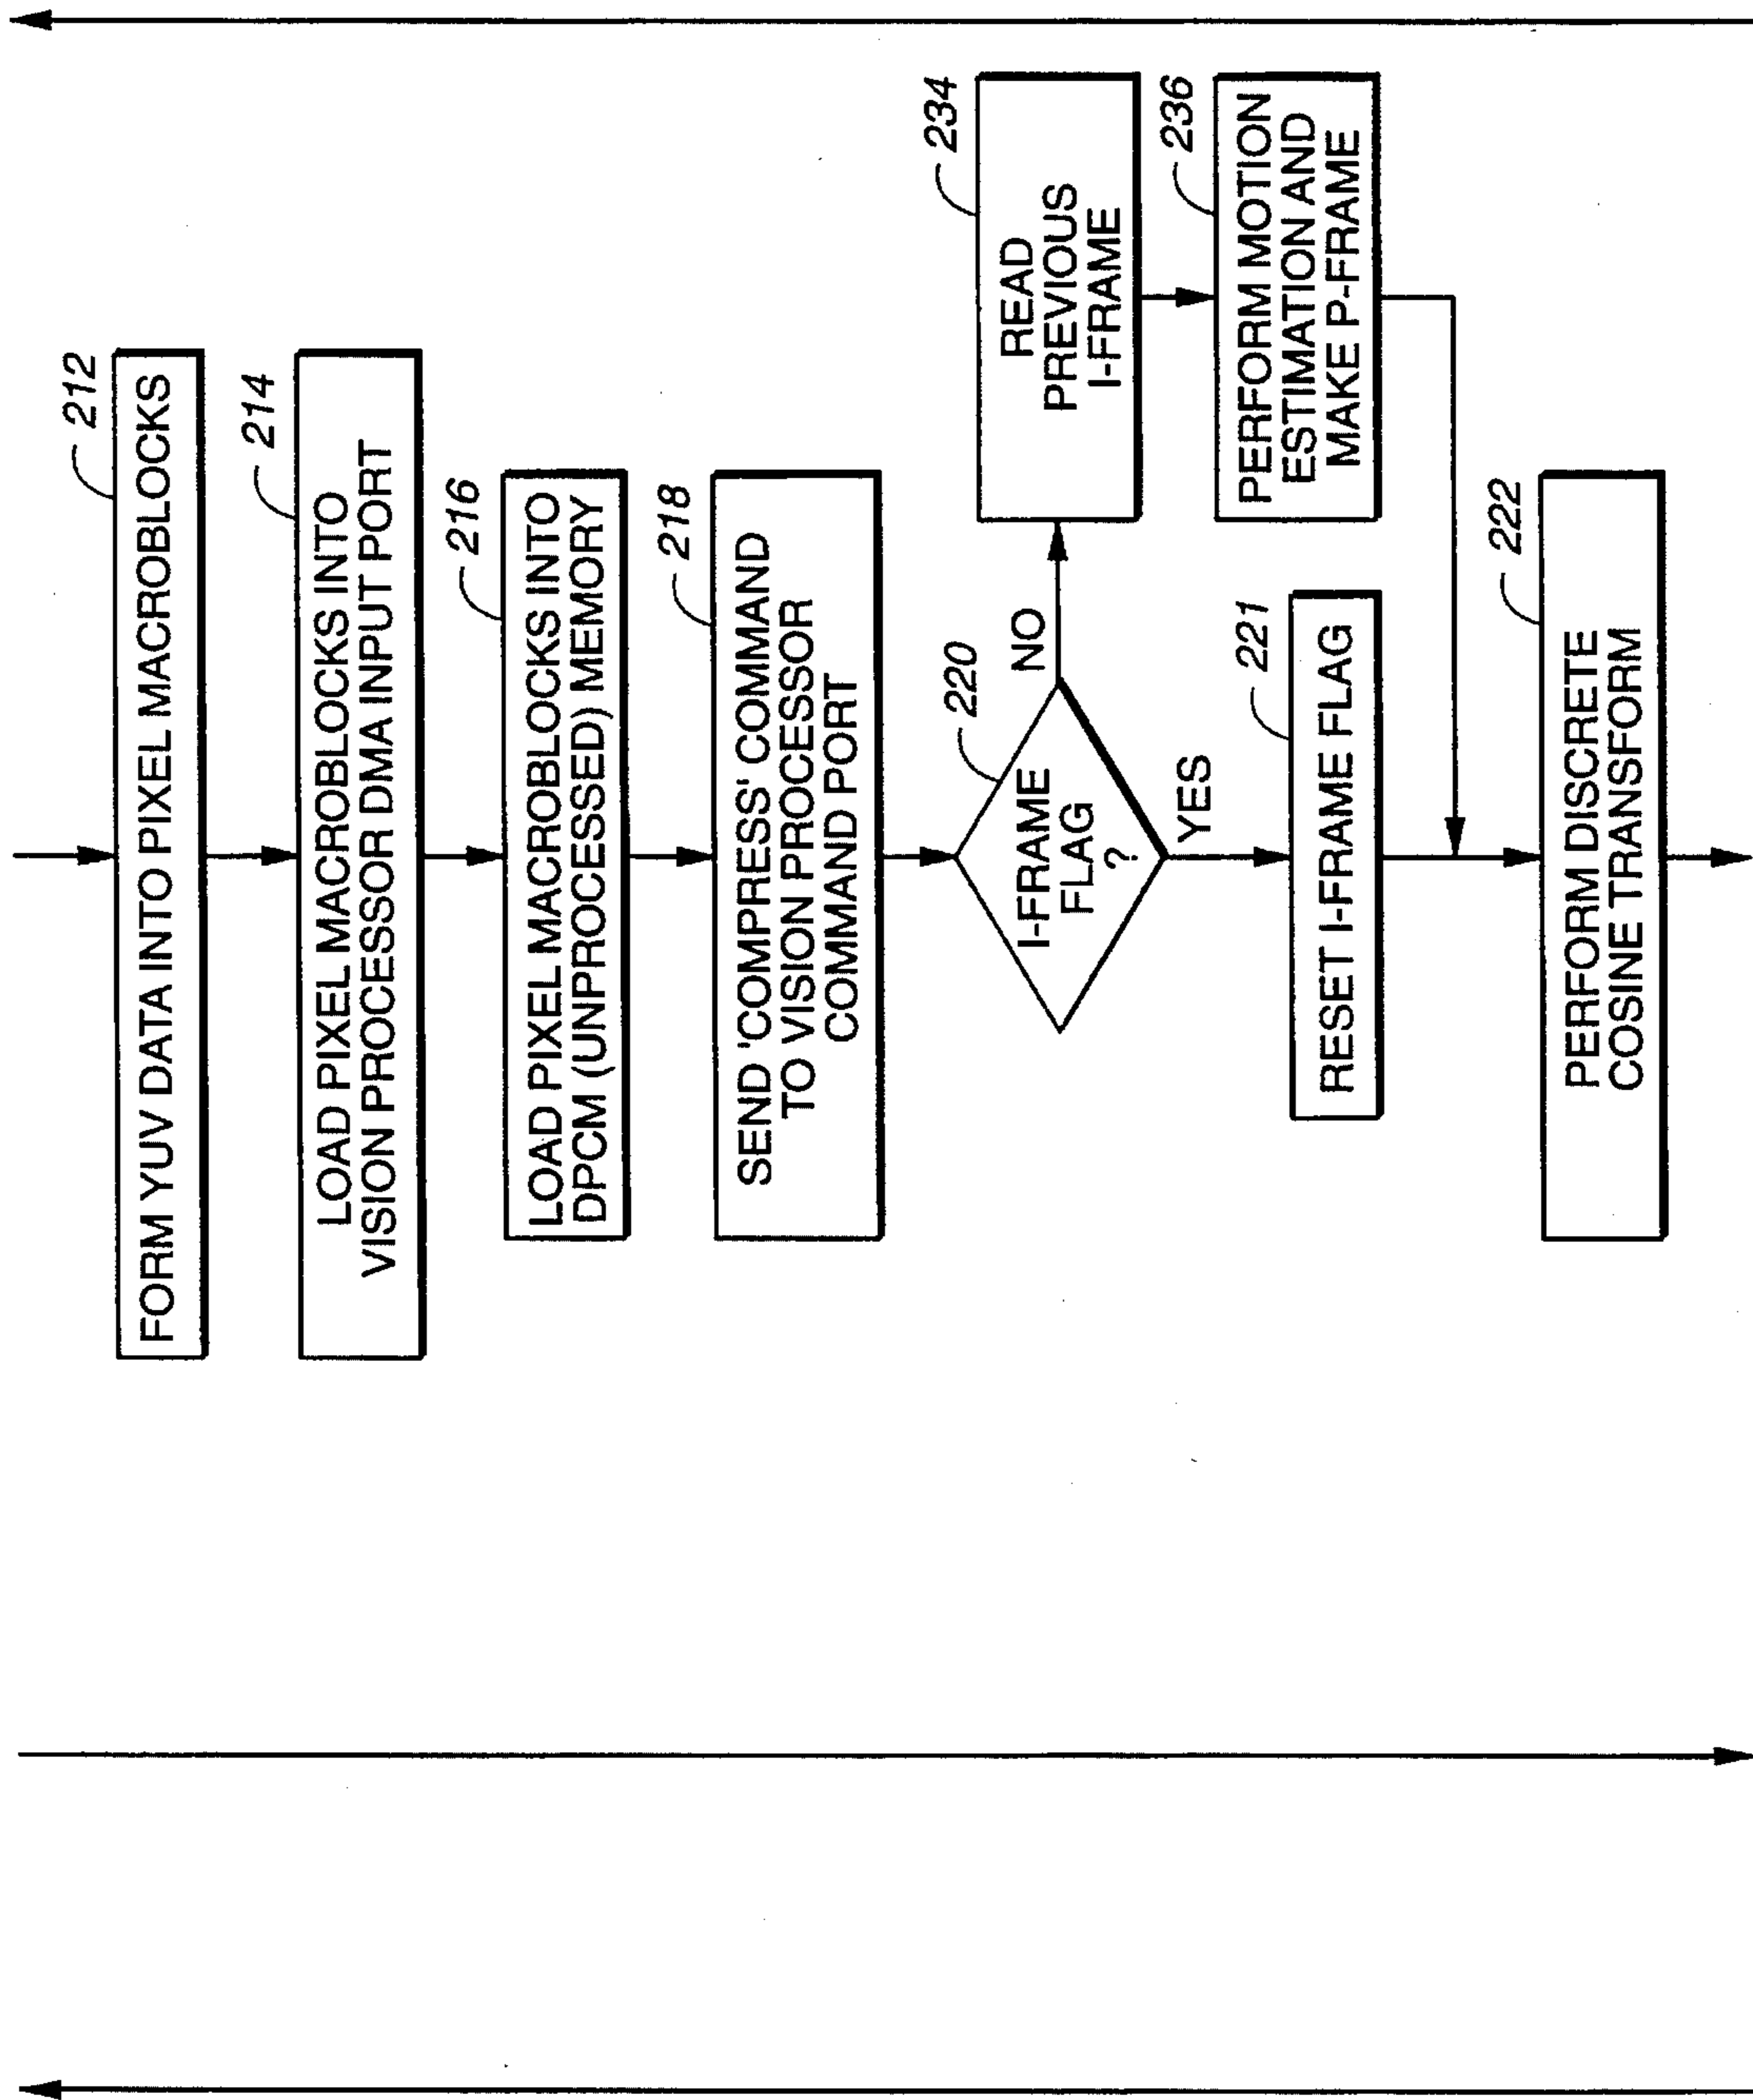 212
FORM YUV DATA INTO PIXEL MACROBLOCKS
214
LOAD PIXEL MACROBLOCKS INTO
VISION PROCESSOR DMA INPUT PORT
216
LOAD PIXEL MACROBLOCKS INTO
DPCM (UNPROCESSED) MEMORY
218
SEND 'COMPRESS' COMMAND
TO VISION PROCESSOR
COMMAND PORT
220
I-FRAME
FLAG
?
NO
YES
234
READ
PREVIOUS
I-FRAME
236
PERFORM MOTION
ESTIMATION AND
MAKE P-FRAME
221
RESET I-FRAME FLAG
222
PERFORM DISCRETE
COSINE TRANSFORM